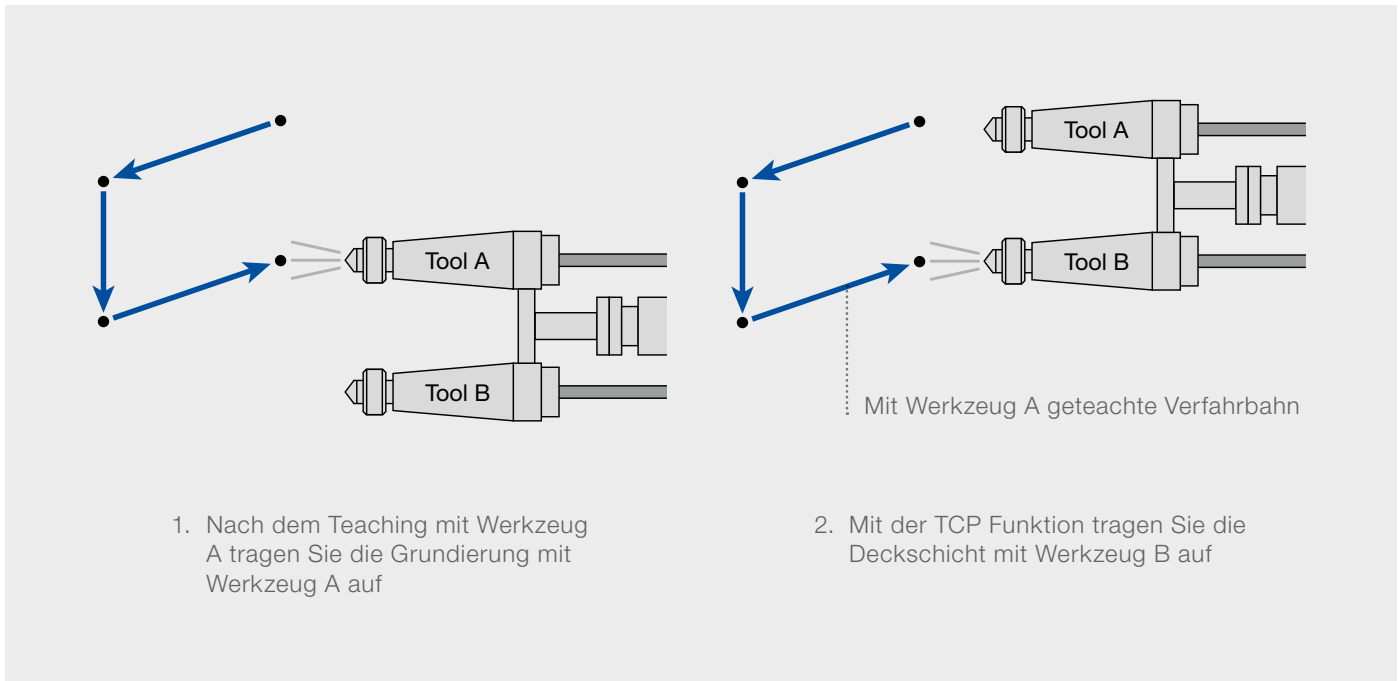 Tool A
Tool B
Tool A
Tool B
Mit Werkzeug A geteachte Verfahrbahn
1. Nach dem Teaching mit Werkzeug
A tragen Sie die Grundierung mit
Werkzeug A auf
2. Mit der TCP Funktion tragen Sie die
Deckschicht mit Werkzeug B auf